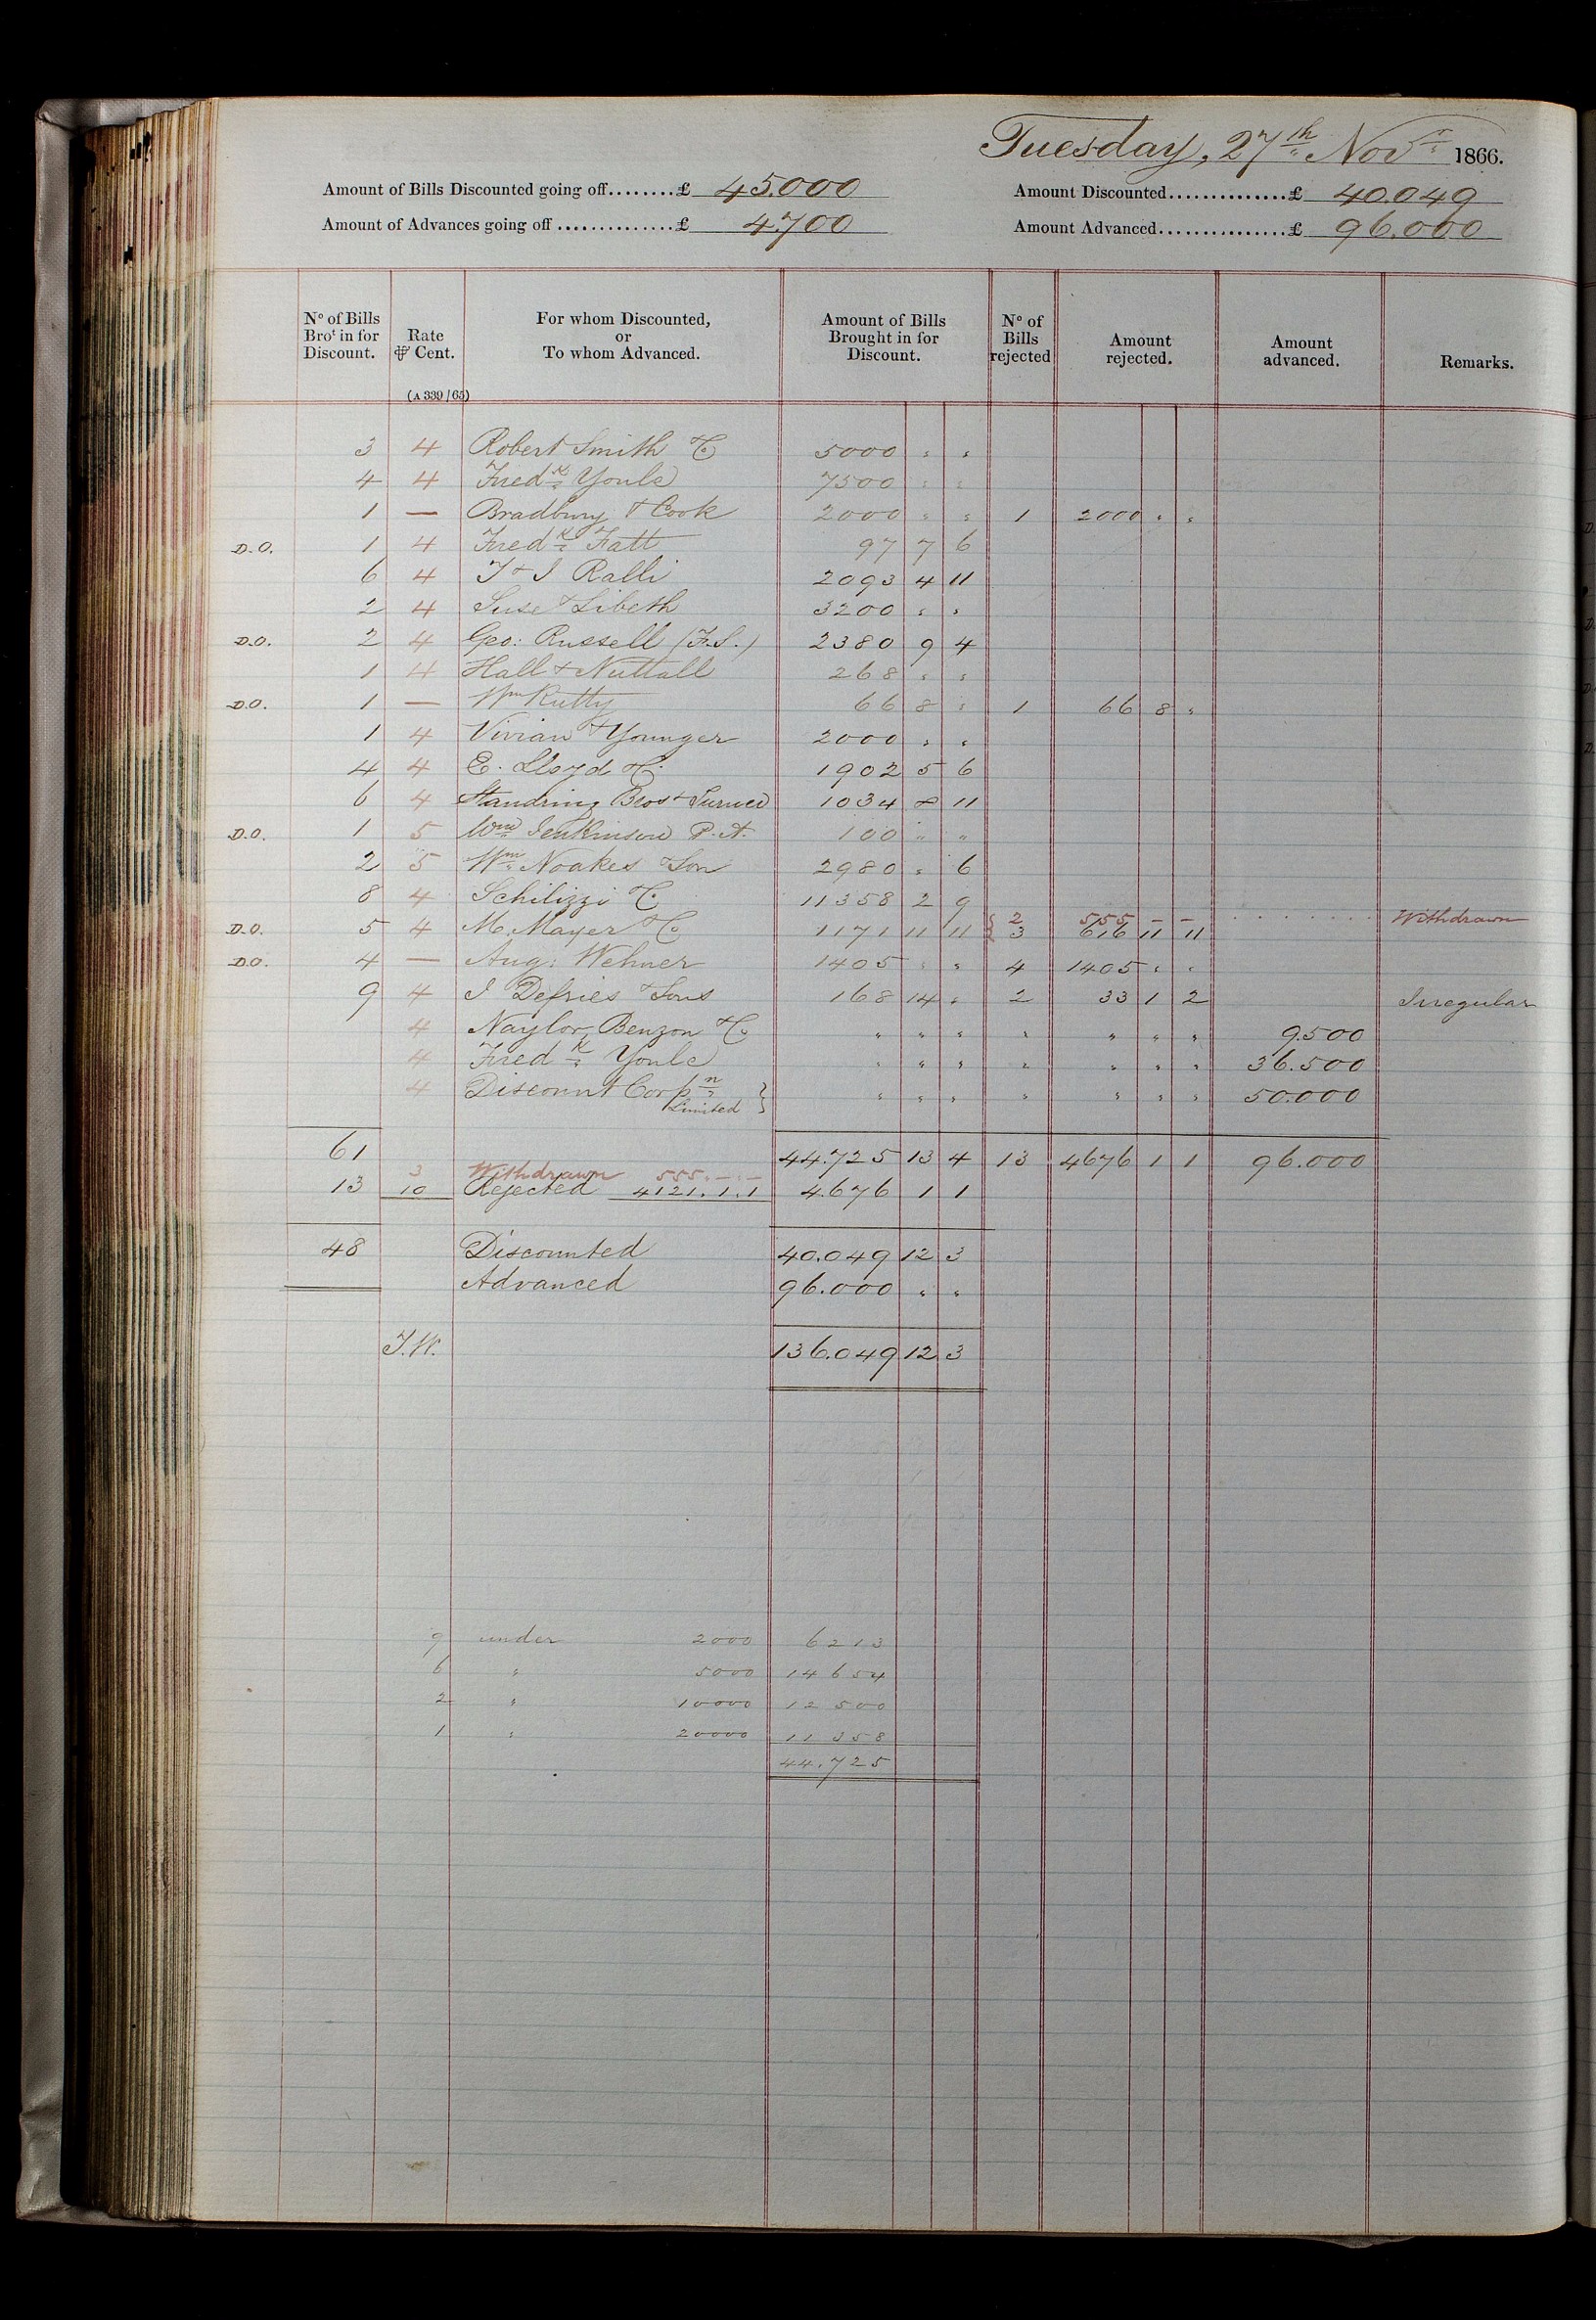 Tuesday, 27th Novr 1866.
Amount of Bills Discounted going off........£ 45.000 Amount Discounted..............£ 40.049
Amount of Advances going off ..............£ 4.700 Amount Advanced...............£ 96.000
No of Bills Brot in for Discount. Rate ⅌ Cent. (A 339/65) For whom Discounted, or To whom Advanced. Amount of Bills Brought in for Discount. No of Bills rejected Amount rejected. Amount advanced. Remarks.
3 4 Robert Smith & Co 5000 " "
4 4 Fredk Youle 7500 " "
1 — Bradbury & Cook 2000 " " 1 2000 " "
D.O. 1 4 Fredk Fatt 97 7 6
6 4 T & I Ralli 2093 4 11
2 4 Suse & Sibeth 3200 " "
D.O. 2 4 Geo: Russell (F.S.) 2380 9 4
1 4 Hall & Nuttall 268 " "
D.O. 1 — Wm Rutty 66 8 " 1 66 8 "
1 4 Vivian & Younger 2000 " "
4 4 E. Lloyd & Co 1902 5 6
6 4 Standring Bros & 1034 8 11
D.O. 1 5 Wm Jenkinson P.A. 100 " "
2 5 Wm Noakes & Son 2980 " 6
8 4 Schilizzi & Co 11358 2 9
2 555 — — Withdrawn
D.O. 5 4 M. Mayer & Co 1171 11 11 3 616 11 11
D.O. 4 — Aug: Wehner 1405 " " 4 1405 " "
9 4 I Defries & Sons 168 14 " 2 33 1 2 Irregular
4 Naylor, Benzon & Co " " " " " " " 9.500
4 Fredk Youle " " " " " " " 36.500
4 Discount Corpn Limited } " " " " " " " 50.000
61 44.725 13 4 13 4676 1 1 96.000
3 Withdrawn 555.—.—
13 10 Rejected 4121.1.1 4.676 1 1
48 Discounted 40.049 12 3
Advanced 96.000 " "
J.W. 136.049 12 3
9 under 2000 6213
6 " 5000 14654
2 " 10000 12500
1 " 20000 11358
44.725